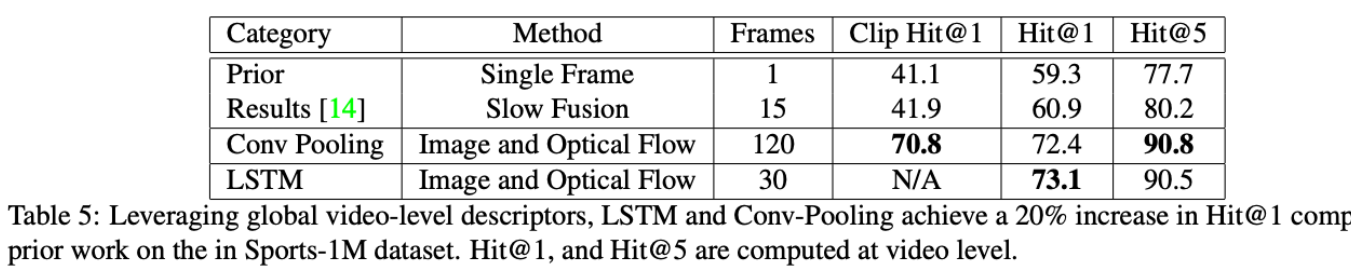 Category Method Frames Clip Hit@1 Hit@1 Hit@5
Prior Single Frame 1 41.1 59.3 77.7
Results [14] Slow Fusion 15 41.9 60.9 80.2
Conv Pooling Image and Optical Flow 120 70.8 72.4 90.8
LSTM Image and Optical Flow 30 N/A 73.1 90.5
Table 5: Leveraging global video-level descriptors, LSTM and Conv-Pooling achieve a 20% increase in Hit@1 comp
prior work on the in Sports-1M dataset. Hit@1, and Hit@5 are computed at video level.